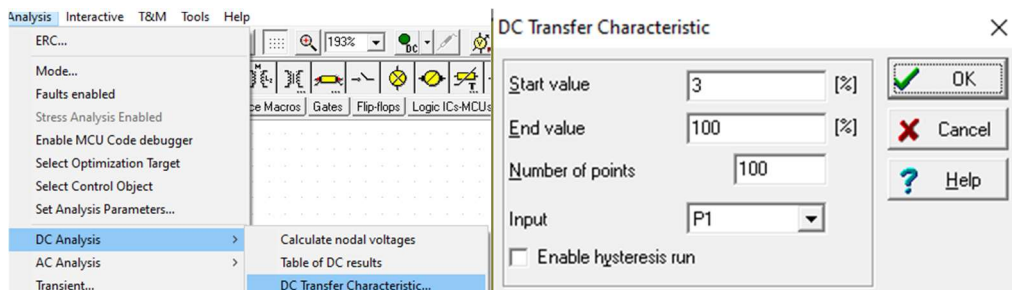 Analysis Interactive T&M Tools Help
ERC...
193%
DC
Mode...
Faults enabled
Stress Analysis Enabled
Enable MCU Code debugger
Select Optimization Target
Select Control Object
Set Analysis Parameters...
ce Macros Gates Flip-flops Logic ICs-MCUs
DC Analysis >
AC Analysis >
Transient...
Calculate nodal voltages
Table of DC results
DC Transfer Characteristic...
DC Transfer Characteristic
Start value 3 [%]
End value 100 [%]
Number of points 100
Input P1
Enable hysteresis run
OK
Cancel
? Help